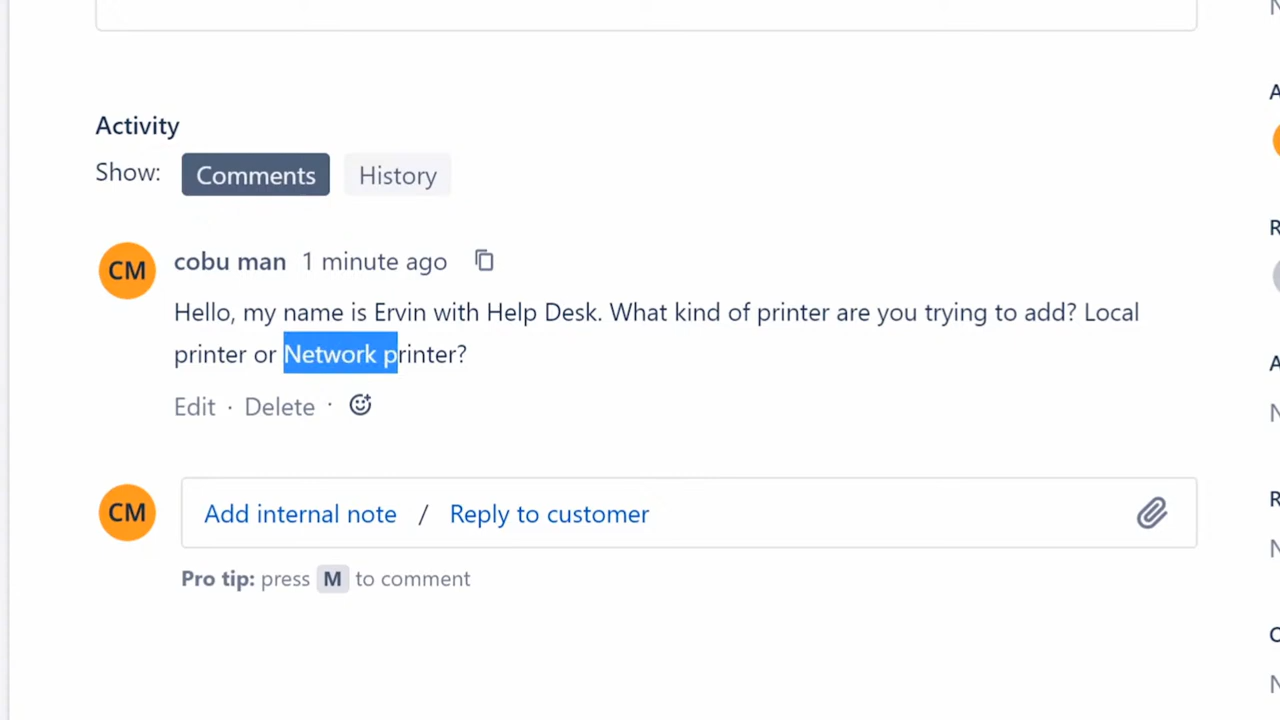 Activity
Show: Comments History
CM cobu man 1 minute ago
Hello, my name is Ervin with Help Desk. What kind of printer are you trying to add? Local
printer or Network printer?
Edit · Delete ·
CM Add internal note / Reply to customer
Pro tip: press M to comment